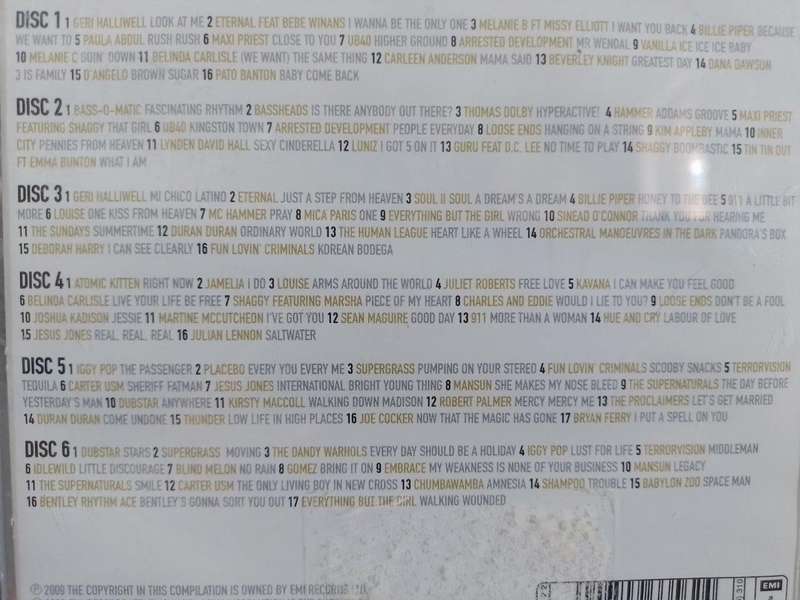 DISC 1 1 GERI HALLIWELL LOOK AT ME 2 ETERNAL FEAT BEBE WINANS I WANNA BE THE ONLY ONE 3 MELANIE B FT MISSY ELLIOTT I WANT YOU BACK 4 BILLIE PIPER BECAUSE
WE WANT TO 5 PAULA ABDUL RUSH RUSH 6 MAXI PRIEST CLOSE TO YOU 7 UB40 HIGHER GROUND 8 ARRESTED DEVELOPMENT MR WENDAL 9 VANILLA ICE ICE ICE BABY
10 MELANIE C GOIN' DOWN 11 BELINDA CARLISLE (WE WANT) THE SAME THING 12 CARLEEN ANDERSON MAMA SAID 13 BEVERLEY KNIGHT GREATEST DAY 14 DANA DAWSON
3 IS FAMILY 15 D'ANGELO BROWN SUGAR 16 PATO BANTON BABY COME BACK
DISC 2 1 BASS-O-MATIC FASCINATING RHYTHM 2 BASSHEADS IS THERE ANYBODY OUT THERE? 3 THOMAS DOLBY HYPERACTIVE! 4 HAMMER ADDAMS GROOVE 5 MAXI PRIEST
FEATURING SHAGGY THAT GIRL 6 UB40 KINGSTON TOWN 7 ARRESTED DEVELOPMENT PEOPLE EVERYDAY 8 LOOSE ENDS HANGING ON A STRING 9 KIM APPLEBY MAMA 10 INNER
CITY PENNIES FROM HEAVEN 11 LYNDEN DAVID HALL SEXY CINDERELLA 12 LUNIZ I GOT 5 ON IT 13 GURU FEAT D.C. LEE NO TIME TO PLAY 14 SHAGGY BOOMBASTIC 15 TIN TIN OUT
FT EMMA BUNTON WHAT I AM
DISC 3 1 GERI HALLIWELL MI CHICO LATINO 2 ETERNAL JUST A STEP FROM HEAVEN 3 SOUL II SOUL A DREAM'S A DREAM 4 BILLIE PIPER HONEY TO THE BEE 5 911 A LITTLE BIT
MORE 6 LOUISE ONE KISS FROM HEAVEN 7 MC HAMMER PRAY 8 MICA PARIS ONE 9 EVERYTHING BUT THE GIRL WRONG 10 SINEAD O'CONNOR THANK YOU FOR HEARING ME
11 THE SUNDAYS SUMMERTIME 12 DURAN DURAN ORDINARY WORLD 13 THE HUMAN LEAGUE HEART LIKE A WHEEL 14 ORCHESTRAL MANOEUVRES IN THE DARK PANDORA'S BOX
15 DEBORAH HARRY I CAN SEE CLEARLY 16 FUN LOVIN' CRIMINALS KOREAN BODEGA
DISC 4 1 ATOMIC KITTEN RIGHT NOW 2 JAMELIA I DO 3 LOUISE ARMS AROUND THE WORLD 4 JULIET ROBERTS FREE LOVE 5 KAVANA I CAN MAKE YOU FEEL GOOD
6 BELINDA CARLISLE LIVE YOUR LIFE BE FREE 7 SHAGGY FEATURING MARSHA PIECE OF MY HEART 8 CHARLES AND EDDIE WOULD I LIE TO YOU? 9 LOOSE ENDS DON'T BE A FOOL
10 JOSHUA KADISON JESSIE 11 MARTINE MCCUTCHEON I'VE GOT YOU 12 SEAN MAGUIRE GOOD DAY 13 911 MORE THAN A WOMAN 14 HUE AND CRY LABOUR OF LOVE
15 JESUS JONES REAL, REAL, REAL 16 JULIAN LENNON SALTWATER
DISC 5 1 IGGY POP THE PASSENGER 2 PLACEBO EVERY YOU EVERY ME 3 SUPERGRASS PUMPING ON YOUR STEREO 4 FUN LOVIN' CRIMINALS SCOOBY SNACKS 5 TERRORVISION
TEQUILA 6 CARTER USM SHERIFF FATMAN 7 JESUS JONES INTERNATIONAL BRIGHT YOUNG THING 8 MANSUN SHE MAKES MY NOSE BLEED 9 THE SUPERNATURALS THE DAY BEFORE
YESTERDAY'S MAN 10 DUBSTAR ANYWHERE 11 KIRSTY MACCOLL WALKING DOWN MADISON 12 ROBERT PALMER MERCY MERCY ME 13 THE PROCLAIMERS LET'S GET MARRIED
14 DURAN DURAN COME UNDONE 15 THUNDER LOW LIFE IN HIGH PLACES 16 JOE COCKER NOW THAT THE MAGIC HAS GONE 17 BRYAN FERRY I PUT A SPELL ON YOU
DISC 6 1 DUBSTAR STARS 2 SUPERGRASS MOVING 3 THE DANDY WARHOLS EVERY DAY SHOULD BE A HOLIDAY 4 IGGY POP LUST FOR LIFE 5 TERRORVISION MIDDLEMAN
6 IDLEWILD LITTLE DISCOURAGE 7 BLIND MELON NO RAIN 8 GOMEZ BRING IT ON 9 EMBRACE MY WEAKNESS IS NONE OF YOUR BUSINESS 10 MANSUN LEGACY
11 THE SUPERNATURALS SMILE 12 CARTER USM THE ONLY LIVING BOY IN NEW CROSS 13 CHUMBAWAMBA AMNESIA 14 SHAMPOO TROUBLE 15 BABYLON ZOO SPACE MAN
16 BENTLEY RHYTHM ACE BENTLEY'S GONNA SORT YOU OUT 17 EVERYTHING BUT THE GIRL WALKING WOUNDED
℗ 2009 THE COPYRIGHT IN THIS COMPILATION IS OWNED BY EMI RECORDS LTD
EMI